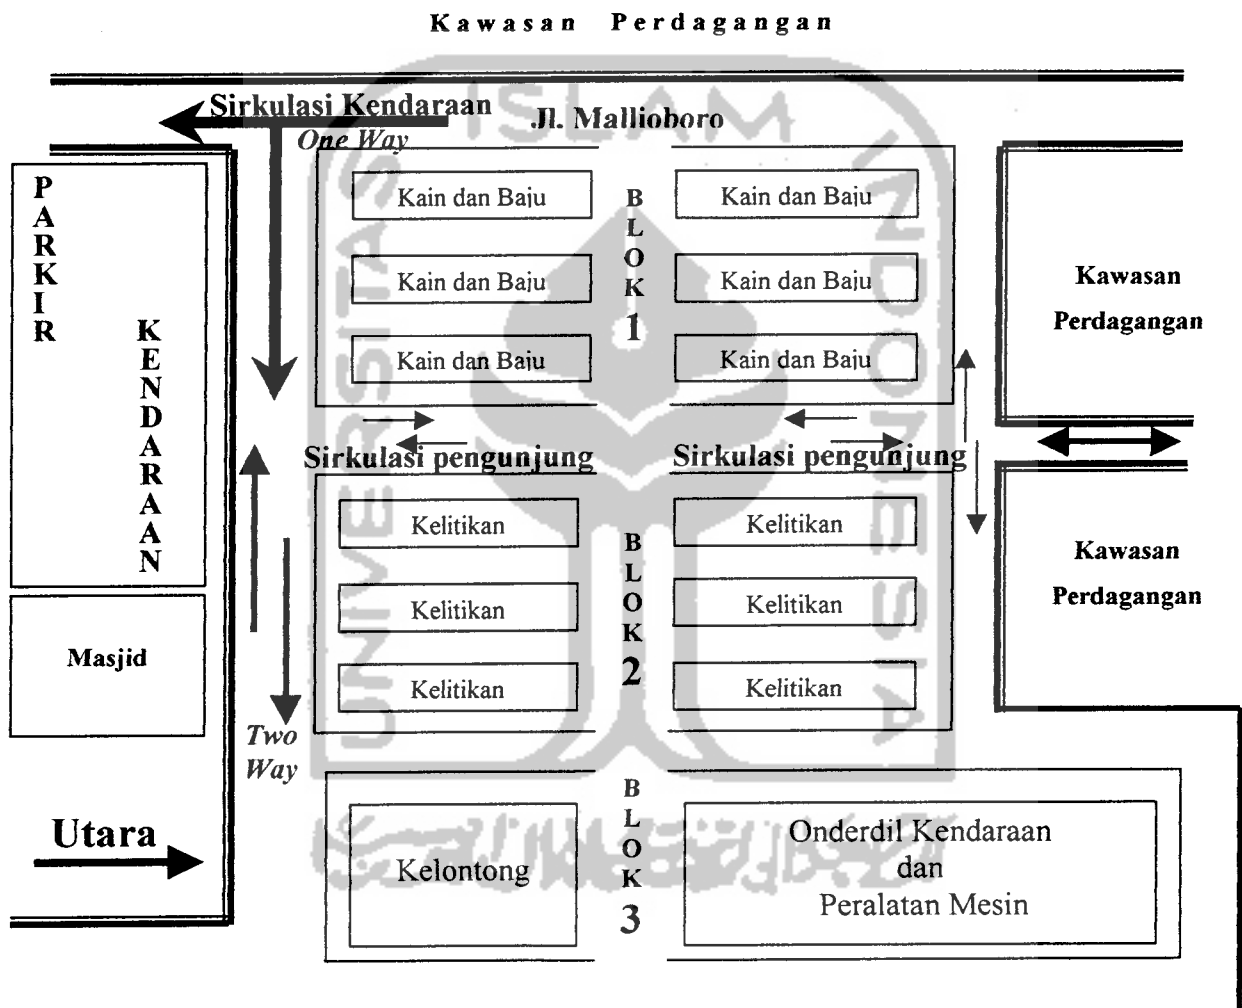 Kawasan Perdagangan
Sirkulasi Kendaraan
One Way
Jl. Mallioboro
PARKIR
KENDARAAN
Masjid
Utara
Two
Way
BLOK
1
Kain dan Baju
Kain dan Baju
Kain dan Baju
Kain dan Baju
Kain dan Baju
Kain dan Baju
Sirkulasi pengunjung
Sirkulasi pengunjung
BLOK
2
Kelitikan
Kelitikan
Kelitikan
Kelitikan
Kelitikan
Kelitikan
BLOK
3
Kelontong
Onderdil Kendaraan
dan
Peralatan Mesin
Kawasan
Perdagangan
Kawasan
Perdagangan
UNIVERSITAS
ISLAM
INDONESIA